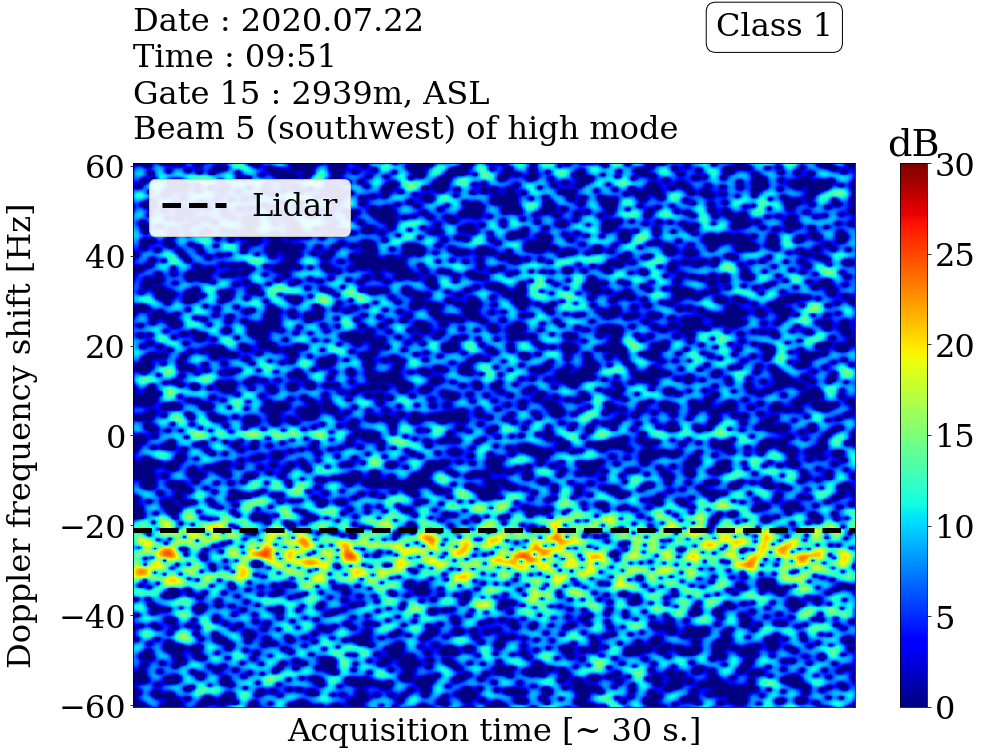 Date : 2020.07.22
Class 1
Time : 09:51
Gate 15 : 2939m, ASL
Beam 5 (southwest) of high mode
dB
Lidar
60
40
20
0
−20
−40
−60
Doppler frequency shift [Hz]
Acquisition time [~ 30 s.]
30
25
20
15
10
5
0